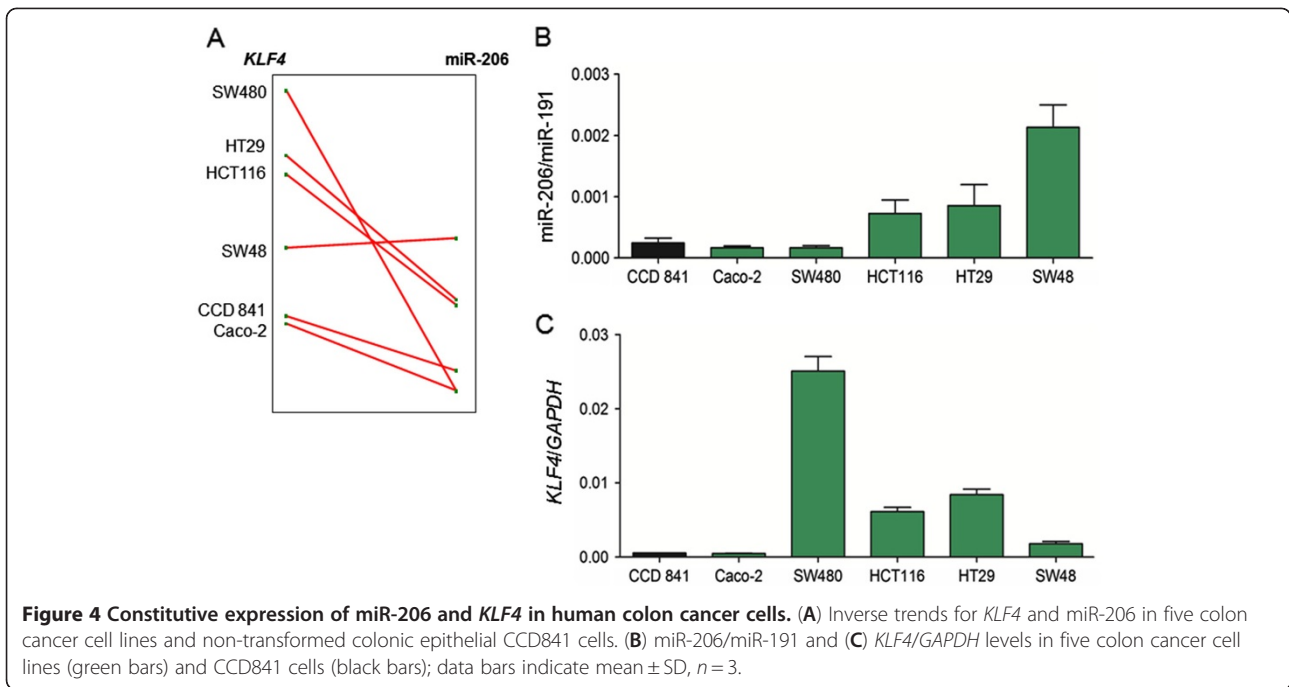 A
KLF4 miR-206
SW480
HT29
HCT116
SW48
CCD 841
Caco-2
B
miR-206/miR-191
0.003
0.002
0.001
0.000
CCD 841 Caco-2 SW480 HCT116 HT29 SW48
C
KLF4/GAPDH
0.03
0.02
0.01
0.00
CCD 841 Caco-2 SW480 HCT116 HT29 SW48
Figure 4 Constitutive expression of miR-206 and KLF4 in human colon cancer cells. (A) Inverse trends for KLF4 and miR-206 in five colon
cancer cell lines and non-transformed colonic epithelial CCD841 cells. (B) miR-206/miR-191 and (C) KLF4/GAPDH levels in five colon cancer cell
lines (green bars) and CCD841 cells (black bars); data bars indicate mean ± SD, n = 3.